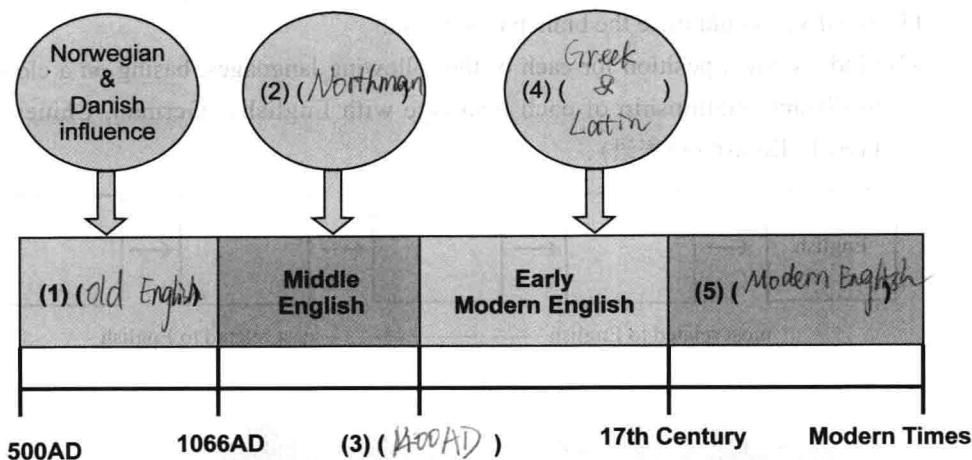 Norwegian
&
Danish
influence
(2) (Northman)
Greek
(4) ( & )
Latin
(1) (old English)
Middle
English
Early
Modern English
(5) (Modern English)
500AD
1066AD
(3) (1400AD)
17th Century
Modern Times